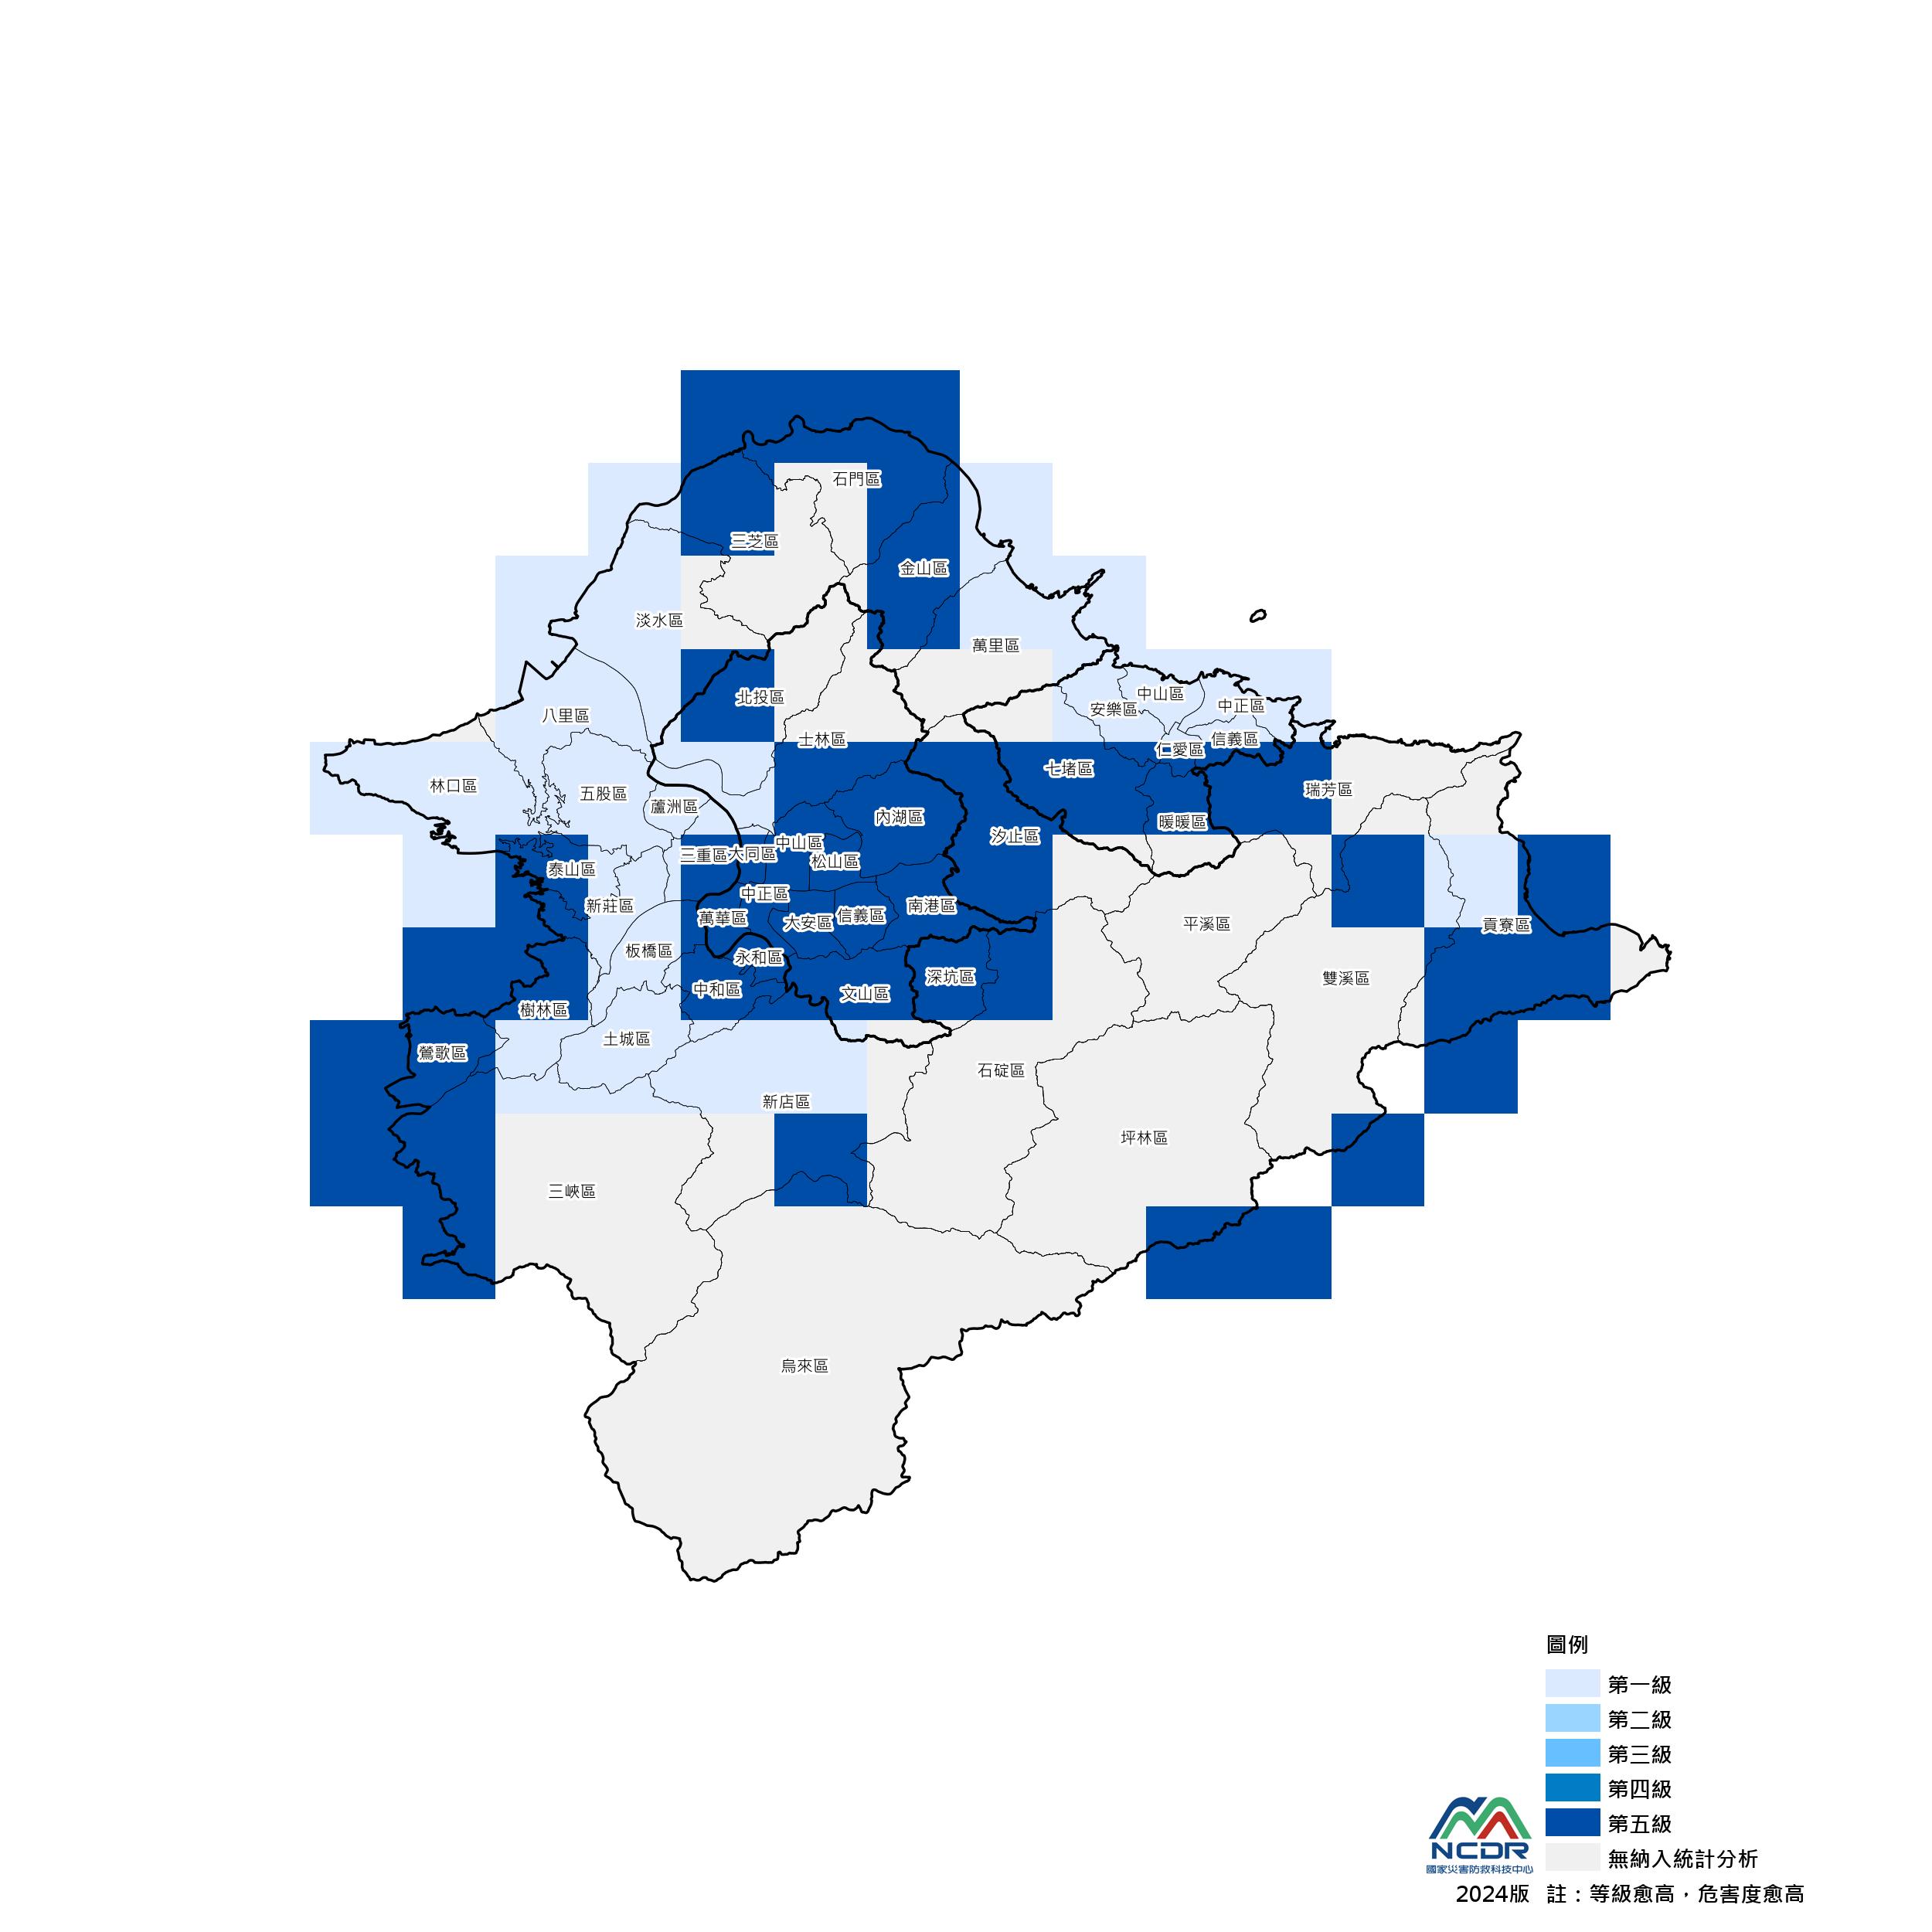 石門區
三芝區
金山區
淡水區
萬里區
北投區
中山區
中正區
安樂區
八里區
士林區
信義區
仁愛區
七堵區
林口區
五股區
瑞芳區
蘆洲區
內湖區
暖暖區
汐止區
中山區
三重區
大同區
松山區
泰山區
中正區
新莊區
南港區
萬華區
信義區
大安區
平溪區
貢寮區
板橋區
永和區
深坑區
雙溪區
中和區
文山區
樹林區
土城區
鶯歌區
石碇區
新店區
坪林區
三峽區
烏來區
圖例
第一級
第二級
第三級
第四級
第五級
無納入統計分析
NCDR
國家災害防救科技中心
2024版 註：等級愈高，危害度愈高